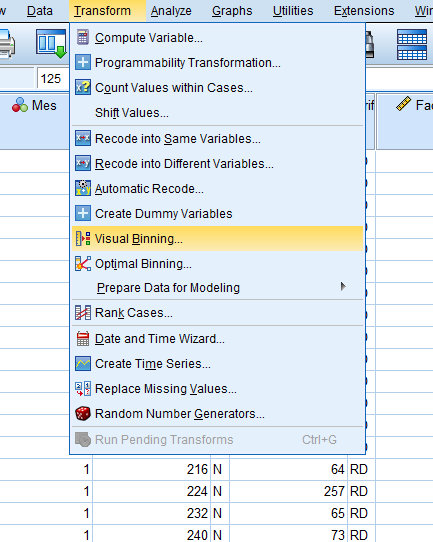 w Data Transform Analyze Graphs Utilities Extensions Win
125
Mes rif Fac
Compute Variable...
Programmability Transformation...
Count Values within Cases...
Shift Values...
Recode into Same Variables...
Recode into Different Variables...
Automatic Recode...
Create Dummy Variables
Visual Binning...
Optimal Binning...
Prepare Data for Modeling
Rank Cases...
Date and Time Wizard...
Create Time Series...
Replace Missing Values...
Random Number Generators...
Run Pending Transforms Ctrl+G
1 216 N 64 RD
1 224 N 257 RD
1 232 N 65 RD
1 240 N 73 RD